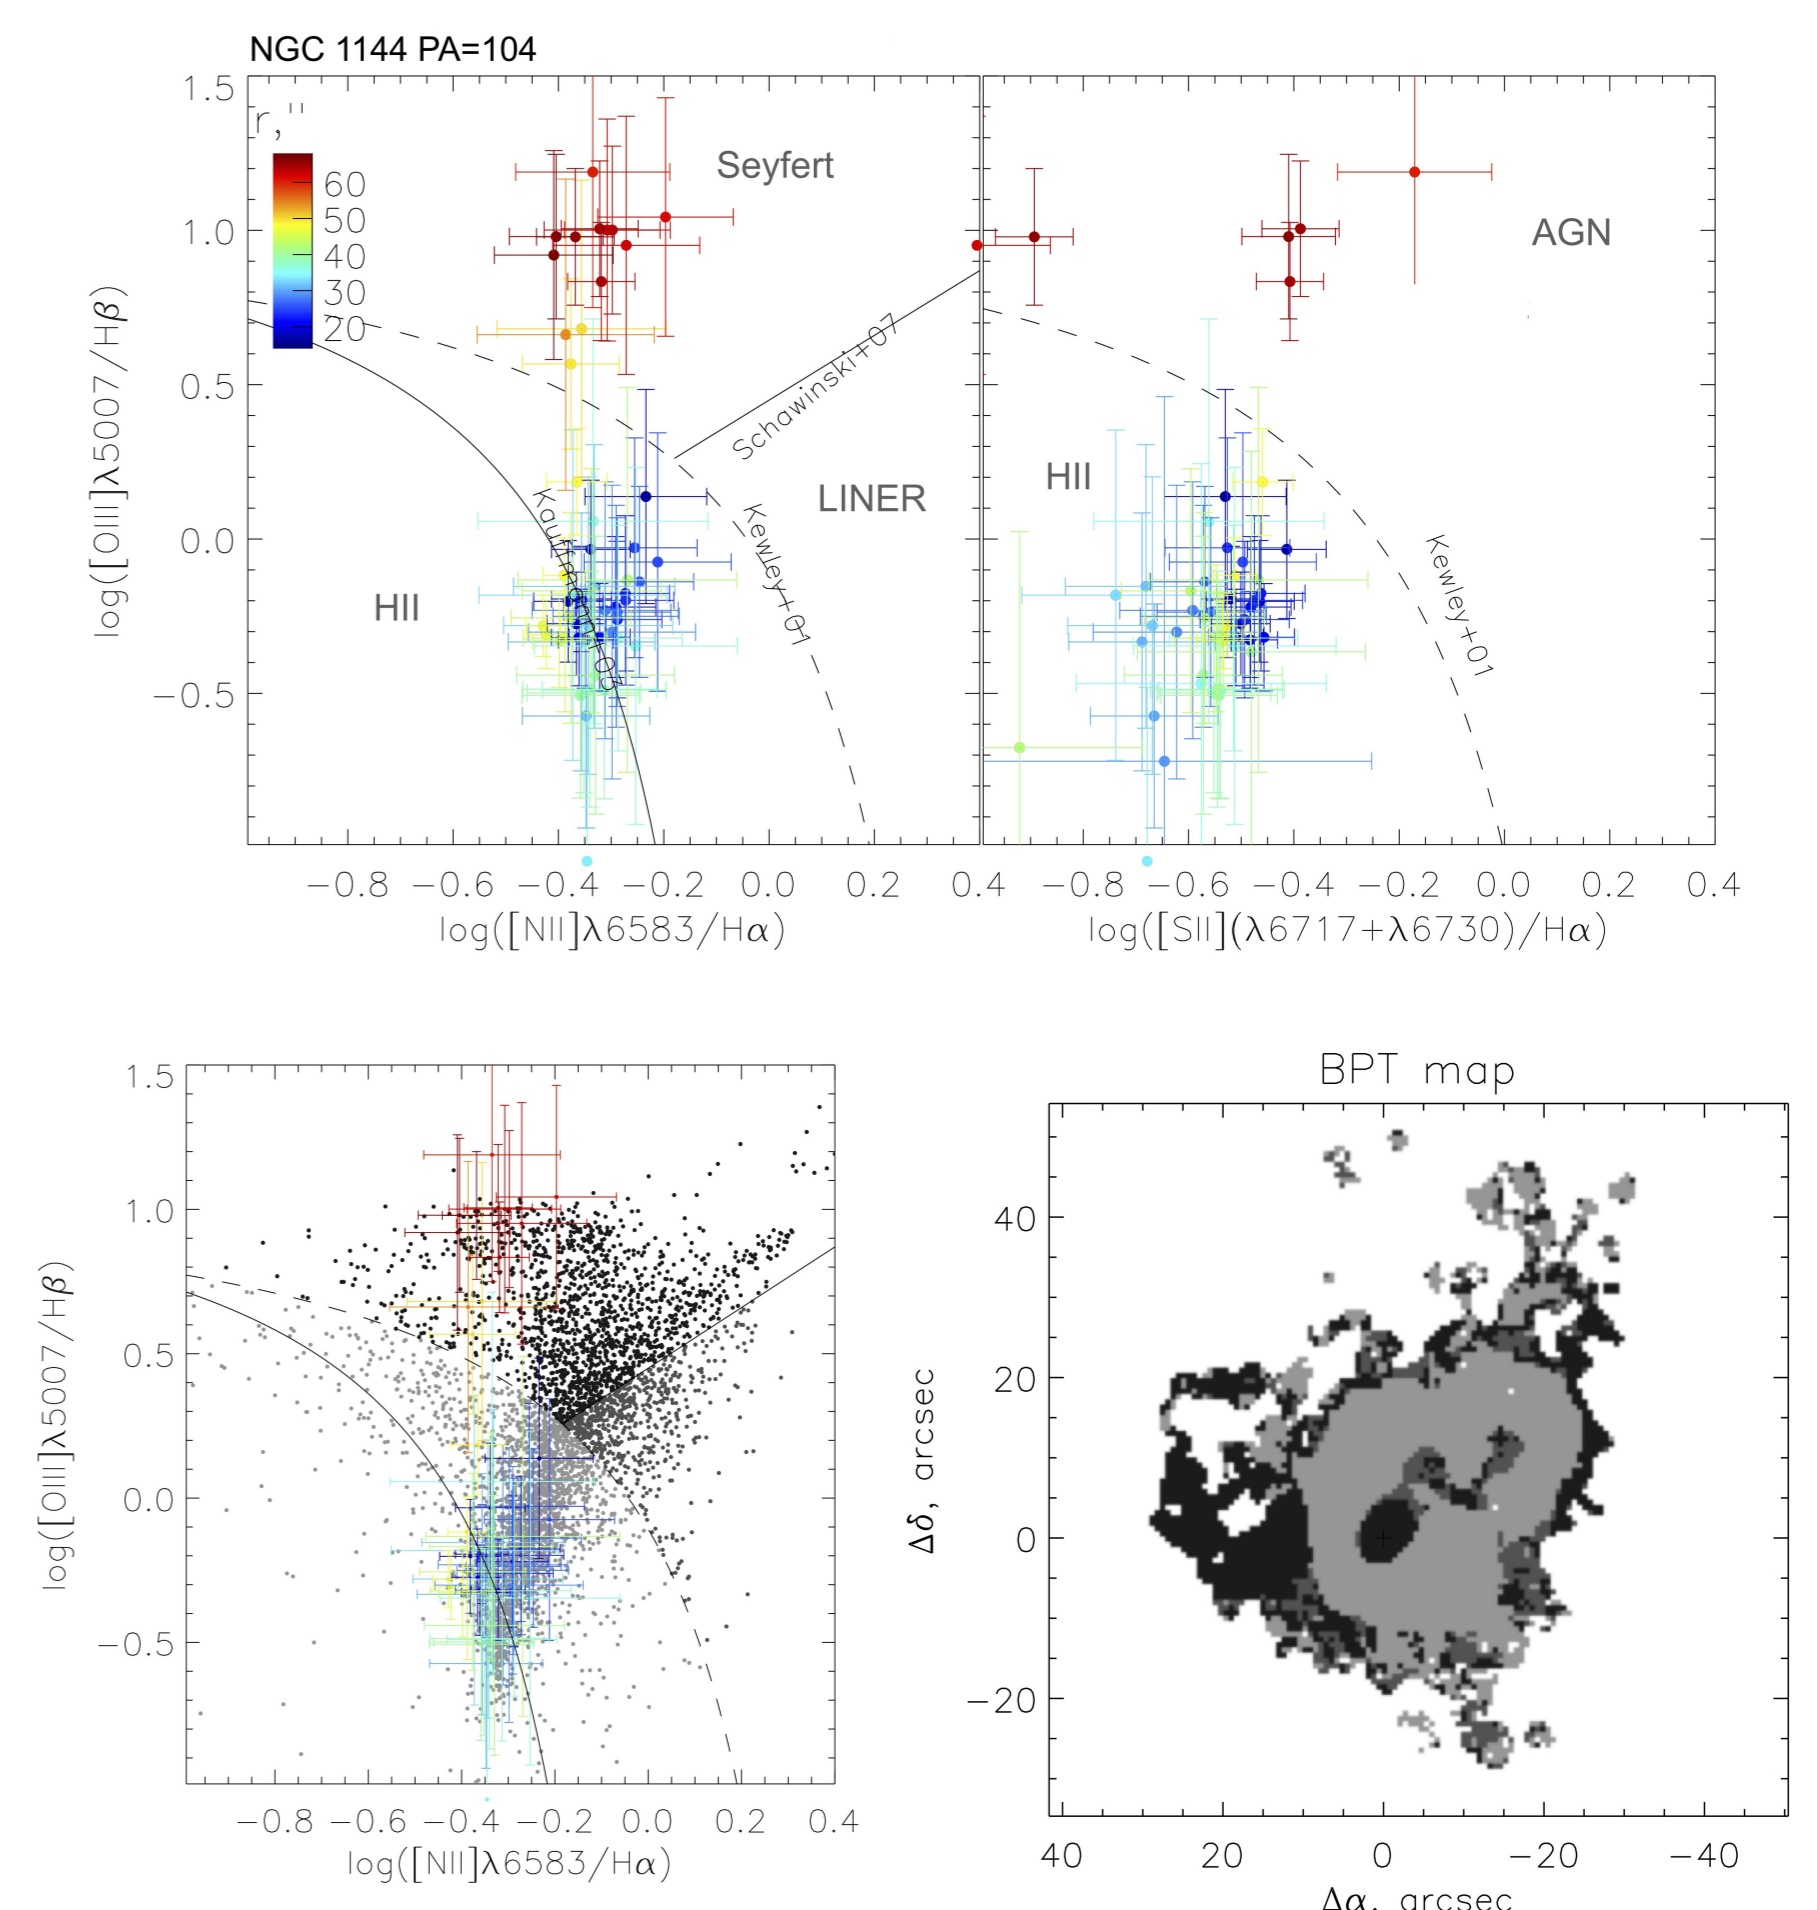 NGC 1144 PA=104
r,"
60
50
40
30
20
1.5
1.0
0.5
0.0
−0.5
log([OIII]λ5007/Hβ)
Seyfert
Schawinski+07
LINER
Kauffmann+03
Kewley+01
HII
−0.8 −0.6 −0.4 −0.2 0.0 0.2 0.4
log([NII]λ6583/Hα)
AGN
HII
Kewley+01
−0.8 −0.6 −0.4 −0.2 0.0 0.2 0.4
log([SII](λ6717+λ6730)/Hα)
1.5
1.0
0.5
0.0
−0.5
log([OIII]λ5007/Hβ)
−0.8 −0.6 −0.4 −0.2 0.0 0.2 0.4
log([NII]λ6583/Hα)
BPT map
40
20
0
−20
Δδ, arcsec
40 20 0 −20 −40
Δα, arcsec